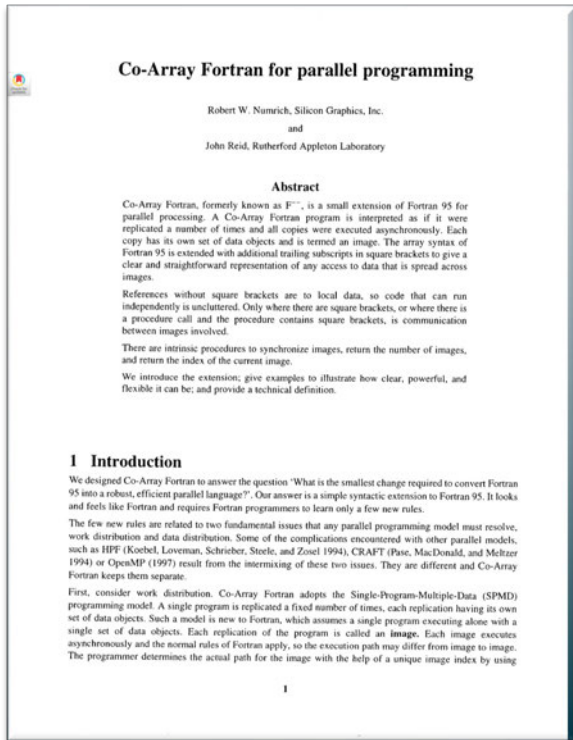 Co-Array Fortran for parallel programming
Robert W. Numrich, Silicon Graphics, Inc.
and
John Reid, Rutherford Appleton Laboratory
Abstract
Co-Array Fortran, formerly known as F⁻⁻, is a small extension of Fortran 95 for
parallel processing. A Co-Array Fortran program is interpreted as if it were
replicated a number of times and all copies were executed asynchronously. Each
copy has its own set of data objects and is termed an image. The array syntax of
Fortran 95 is extended with additional trailing subscripts in square brackets to give a
clear and straightforward representation of any access to data that is spread across
images.
References without square brackets are to local data, so code that can run
independently is uncluttered. Only where there are square brackets, or where there is
a procedure call and the procedure contains square brackets, is communication
between images involved.
There are intrinsic procedures to synchronize images, return the number of images,
and return the index of the current image.
We introduce the extension; give examples to illustrate how clear, powerful, and
flexible it can be; and provide a technical definition.
1 Introduction
We designed Co-Array Fortran to answer the question 'What is the smallest change required to convert Fortran
95 into a robust, efficient parallel language?'. Our answer is a simple syntactic extension to Fortran 95. It looks
and feels like Fortran and requires Fortran programmers to learn only a few new rules.
The few new rules are related to two fundamental issues that any parallel programming model must resolve,
work distribution and data distribution. Some of the complications encountered with other parallel models,
such as HPF (Koebel, Loveman, Schrieber, Steele, and Zosel 1994), CRAFT (Pase, MacDonald, and Meltzer
1994) or OpenMP (1997) result from the intermixing of these two issues. They are different and Co-Array
Fortran keeps them separate.
First, consider work distribution. Co-Array Fortran adopts the Single-Program-Multiple-Data (SPMD)
programming model. A single program is replicated a fixed number of times, each replication having its own
set of data objects. Such a model is new to Fortran, which assumes a single program executing alone with a
single set of data objects. Each replication of the program is called an image. Each image executes
asynchronously and the normal rules of Fortran apply, so the execution path may differ from image to image.
The programmer determines the actual path for the image with the help of a unique image index by using
1